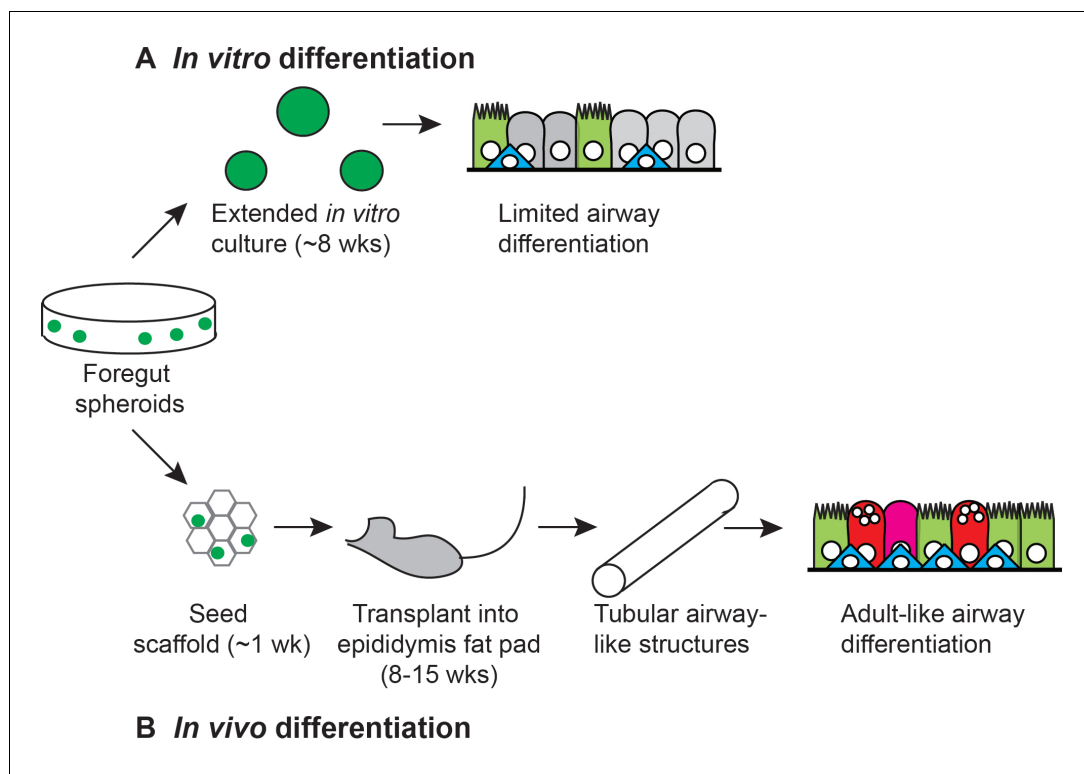 A In vitro differentiation
Extended in vitro
culture (~8 wks)
Limited airway
differentiation
Foregut
spheroids
Seed
scaffold (~1 wk)
Transplant into
epididymis fat pad
(8-15 wks)
Tubular airway-
like structures
Adult-like airway
differentiation
B In vivo differentiation